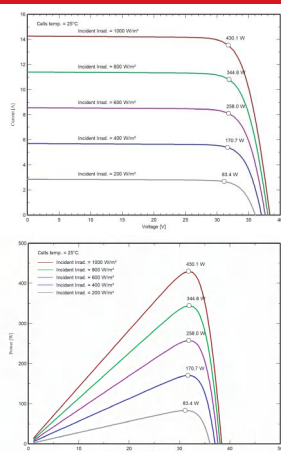 16
Cells temp. = 25°C
Incident Irrad. = 1000 W/m²
14
430.1 W
12
Incident Irrad. = 800 W/m²
344.8 W
10
Incident Irrad. = 600 W/m²
258.0 W
8
Incident Irrad. = 400 W/m²
170.7 W
6
4
Incident Irrad. = 200 W/m²
83.4 W
2
0
Current [A]
0 5 10 15 20 25 30 35 40
Voltage [V]
500
Cells temp. = 25°C
Incident Irrad. = 1000 W/m²
Incident Irrad. = 800 W/m²
Incident Irrad. = 600 W/m²
Incident Irrad. = 400 W/m²
Incident Irrad. = 200 W/m²
430.1 W
400
344.8 W
300
258.0 W
200
170.7 W
100
83.4 W
0
Power [W]
0 10 20 30 40 50